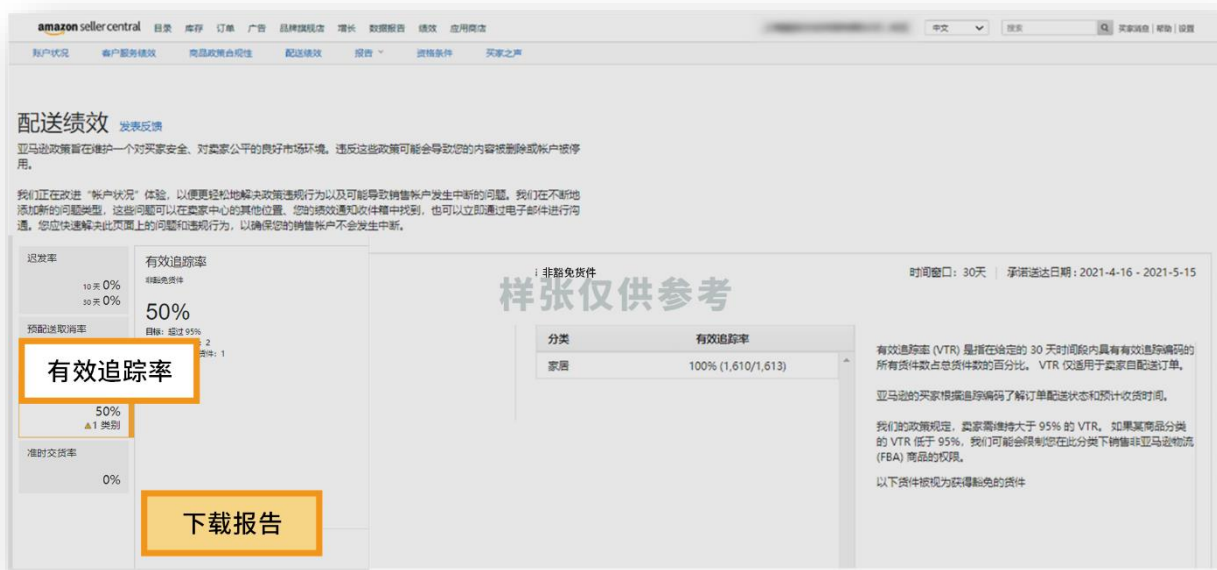 amazon seller central 目录 库存 订单 广告 品牌旗舰店 增长 数据报告 绩效 应用商店 中文 搜索 买家消息 | 帮助 | 设置
账户状况 客户服务绩效 商品政策合规性 配送绩效 报告 资格条件 买家之声
配送绩效 发表反馈
亚马逊政策旨在维护一个对买家安全、对卖家公平的良好市场环境。违反这些政策可能会导致您的内容被删除或帐户被停
用。
我们正在改进“帐户状况”体验，以便更轻松地解决政策违规行为以及可能导致销售帐户发生中断的问题。我们在不断地
添加新的问题类型，这些问题可以在卖家中心的其他位置、您的绩效通知收件箱中找到，也可以立即通过电子邮件进行沟
通。您应快速解决此页面上的问题和违规行为，以确保您的销售帐户不会发生中断。
迟发率
10 天 0%
30 天 0%
预配送取消率
有效追踪率
50%
1 类别
准时交货率
0%
有效追踪率
非豁免货件
50%
目标：超过 95%
：2
货件：1
下载报告
非豁免货件
时间窗口：30天 | 承诺送达日期：2021-4-16 - 2021-5-15
样张仅供参考
分类 有效追踪率
家居 100% (1,610/1,613)
有效追踪率 (VTR) 是指在给定的 30 天时间段内具有有效追踪编码的
所有货件数占总货件数的百分比。 VTR 仅适用于卖家自配送订单。
亚马逊的买家根据追踪编码了解订单配送状态和预计收货时间。
我们的政策规定，卖家需维持大于 95% 的 VTR。 如果某商品分类
的 VTR 低于 95%，我们可能会限制您在此分类下销售非亚马逊物流
(FBA) 商品的权限。
以下货件被视为获得豁免的货件